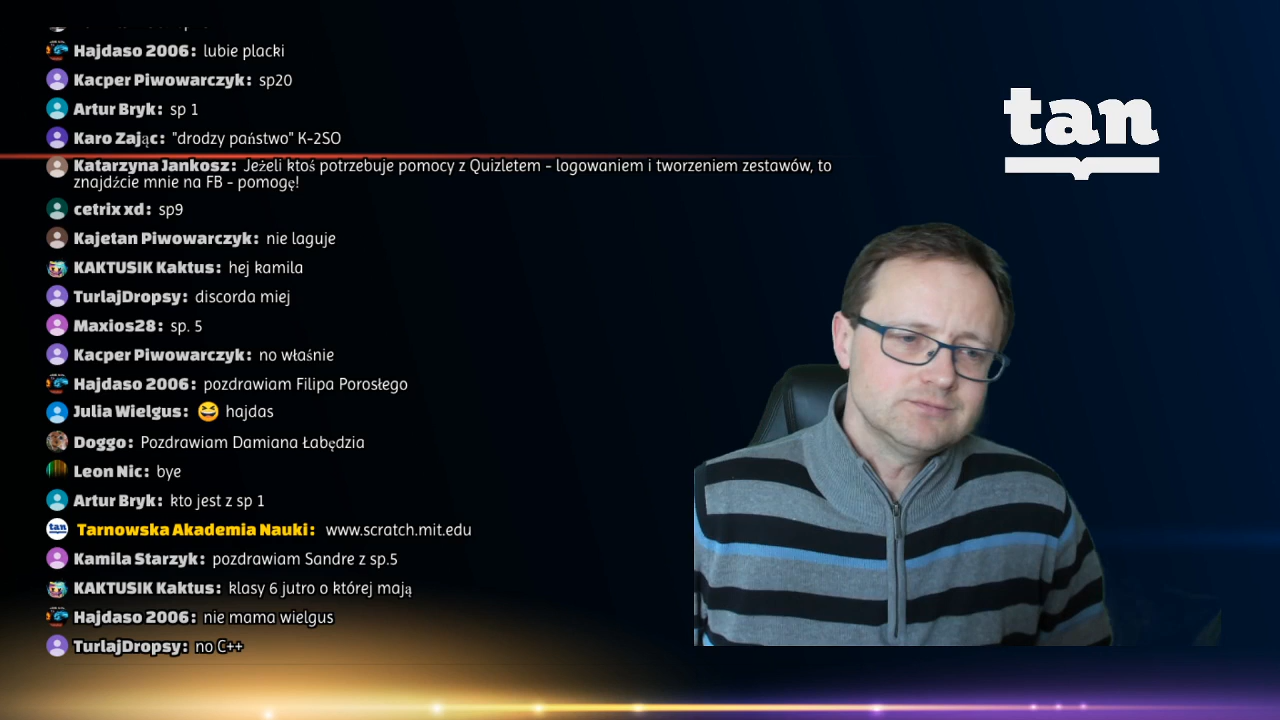 Hajdaso 2006: lubie placki
Kacper Piwowarczyk: sp20
Artur Bryk: sp 1
Karo Zając: "drodzy państwo" K-2SO
Katarzyna Jankosz: Jeżeli ktoś potrzebuje pomocy z Quizletem - logowaniem i tworzeniem zestawów, to
znajdźcie mnie na FB - pomogę!
cetrix xd: sp9
Kajetan Piwowarczyk: nie laguje
KAKTUSIK Kaktus: hej kamila
TurlajDropsy: discorda miej
Maxios28: sp. 5
Kacper Piwowarczyk: no właśnie
Hajdaso 2006: pozdrawiam Filipa Porosłego
Julia Wielgus: 😆 hajdas
Doggo: Pozdrawiam Damiana Łabędzia
Leon Nic: bye
Artur Bryk: kto jest z sp 1
Tarnowska Akademia Nauki: www.scratch.mit.edu
Kamila Starzyk: pozdrawiam Sandre z sp.5
KAKTUSIK Kaktus: klasy 6 jutro o której mają
Hajdaso 2006: nie mama wielgus
TurlajDropsy: no C++
tan